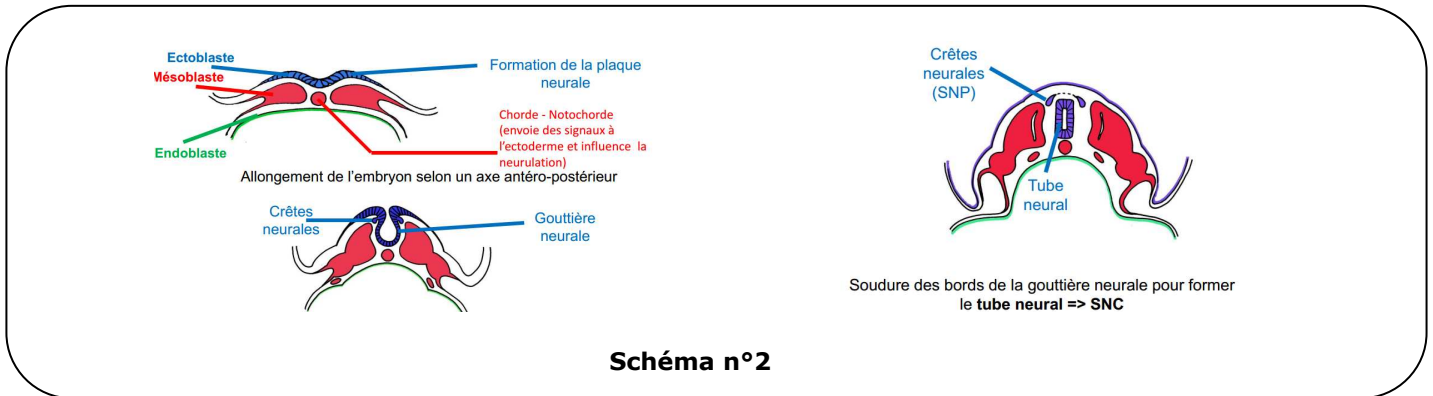 Ectoblaste
Mésoblaste
Endoblaste
Formation de la plaque
neurale
Chorde - Notochorde
(envoie des signaux à
l'ectoderme et influence la
neurulation)
Allongement de l'embryon selon un axe antéro-postérieur
Crêtes
neurales
Gouttière
neurale
Crêtes
neurales
(SNP)
Tube
neural
Soudure des bords de la gouttière neurale pour former
le tube neural => SNC
Schéma n°2